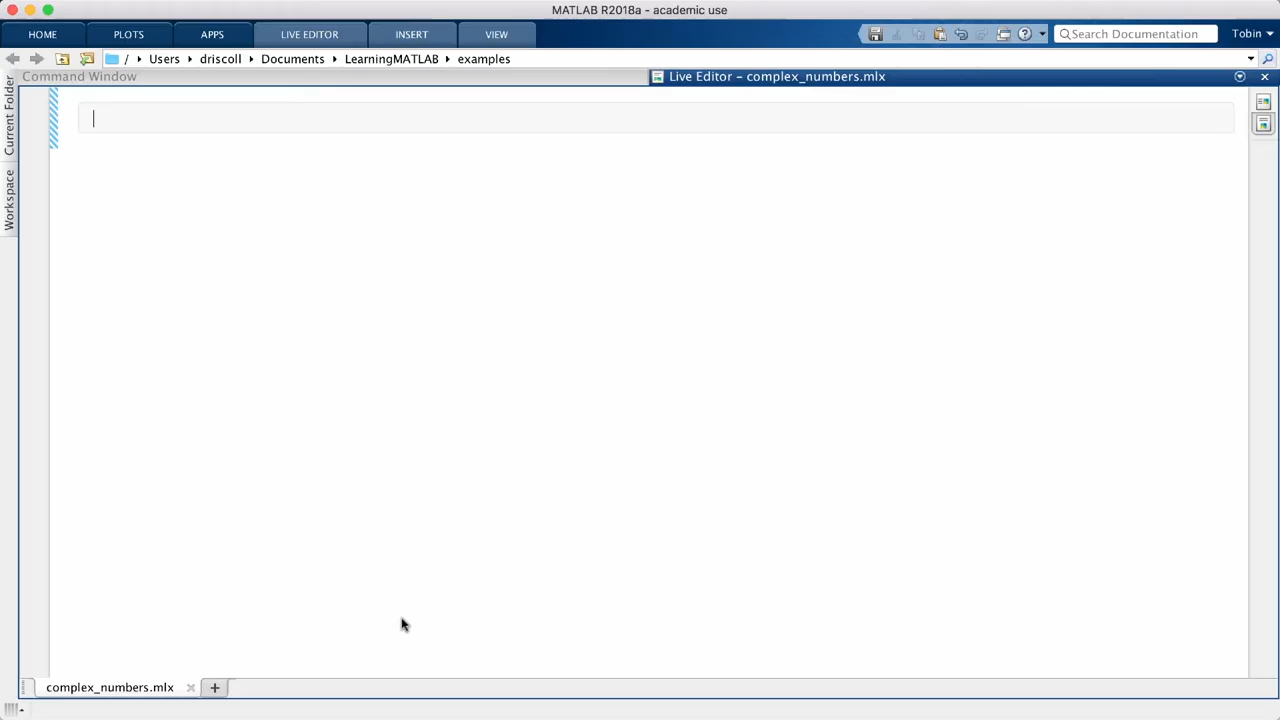 MATLAB R2018a - academic use
HOME PLOTS APPS LIVE EDITOR INSERT VIEW Search Documentation Tobin
/ Users driscoll Documents LearningMATLAB examples
Command Window
Live Editor – complex_numbers.mlx
Current Folder
Workspace
complex_numbers.mlx